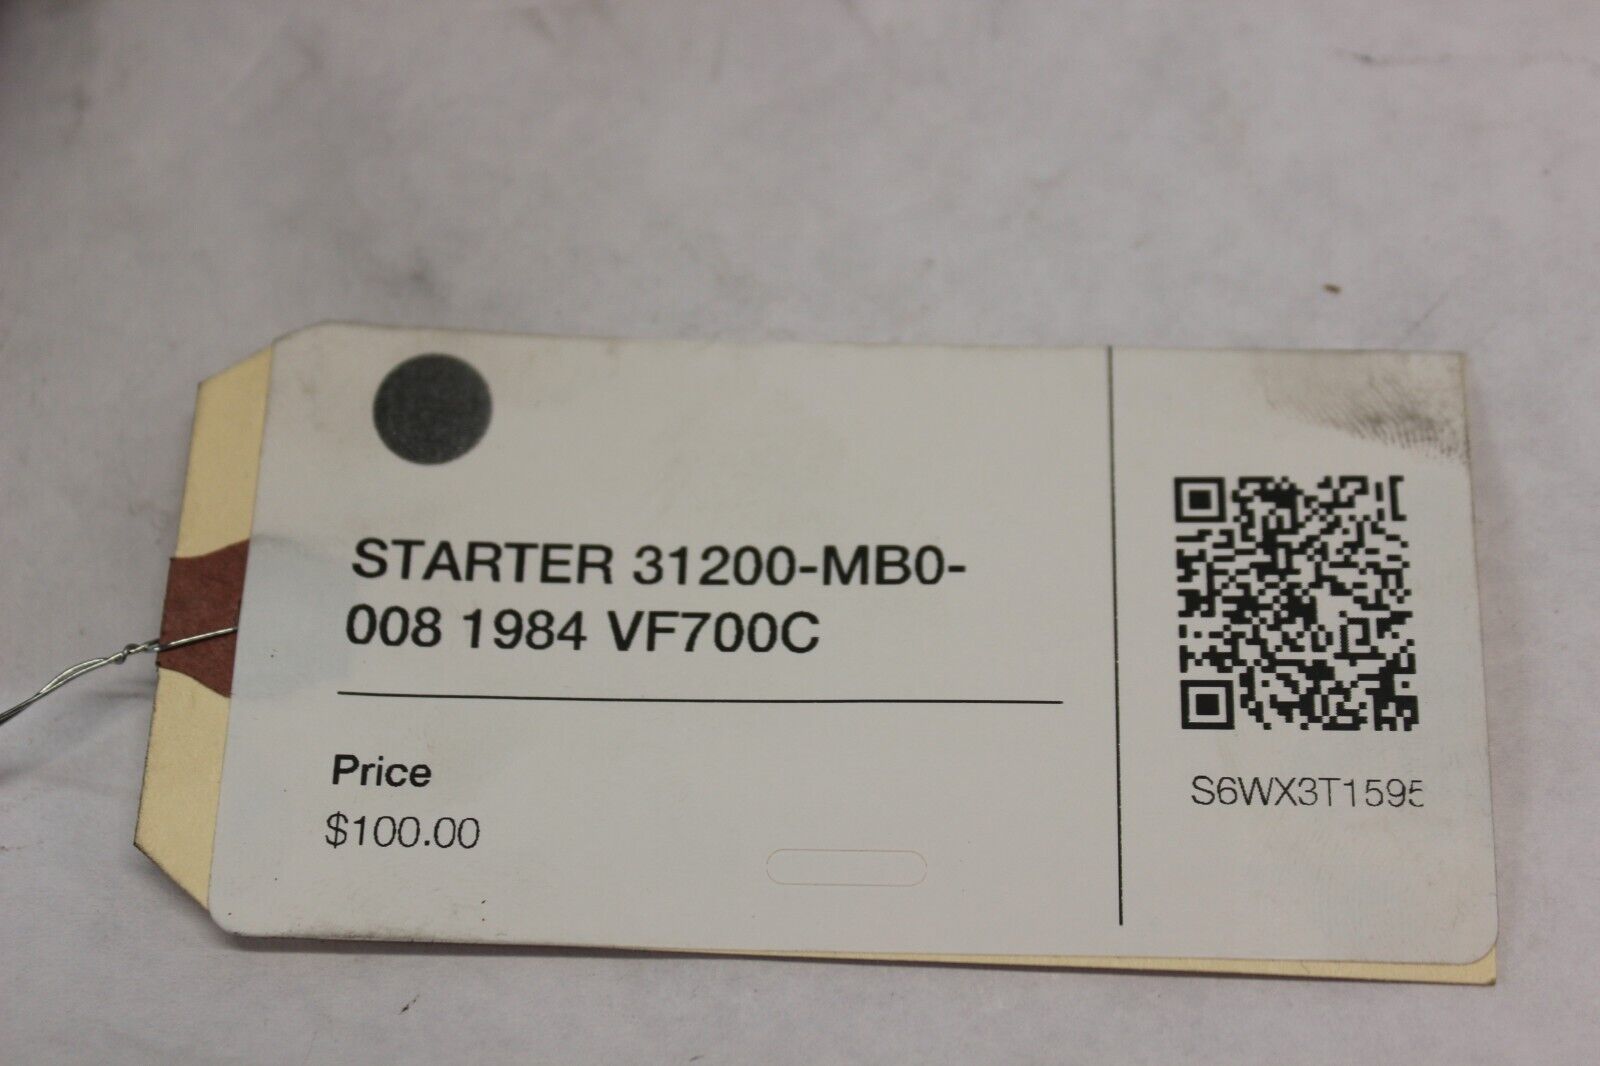 STARTER 31200-MB0-
008 1984 VF700C
Price
$100.00
S6WX3T1595